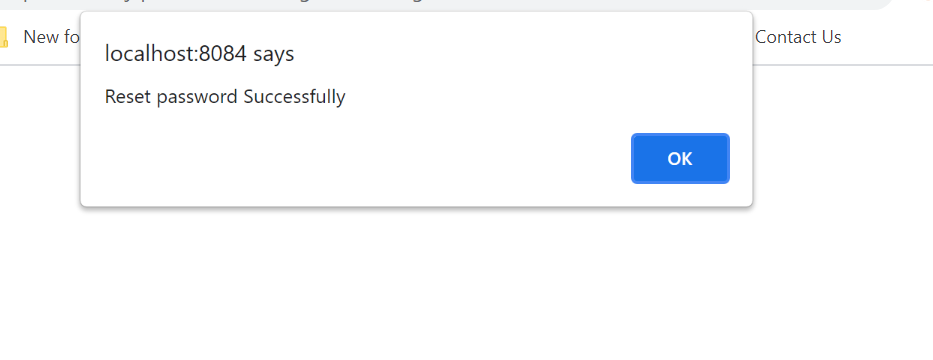 New fo
localhost:8084 says
Contact Us
Reset password Successfully
OK